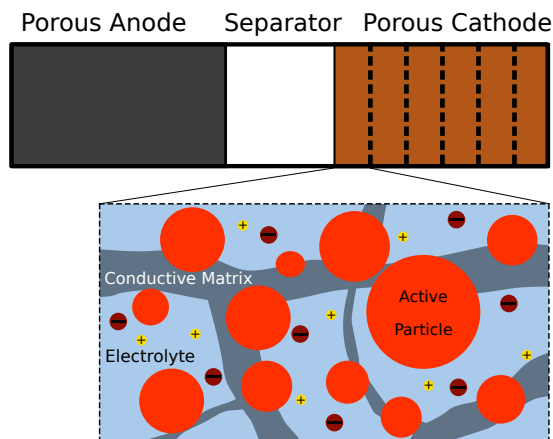 Porous Anode
Separator
Porous Cathode
Conductive Matrix
Active
Particle
Electrolyte